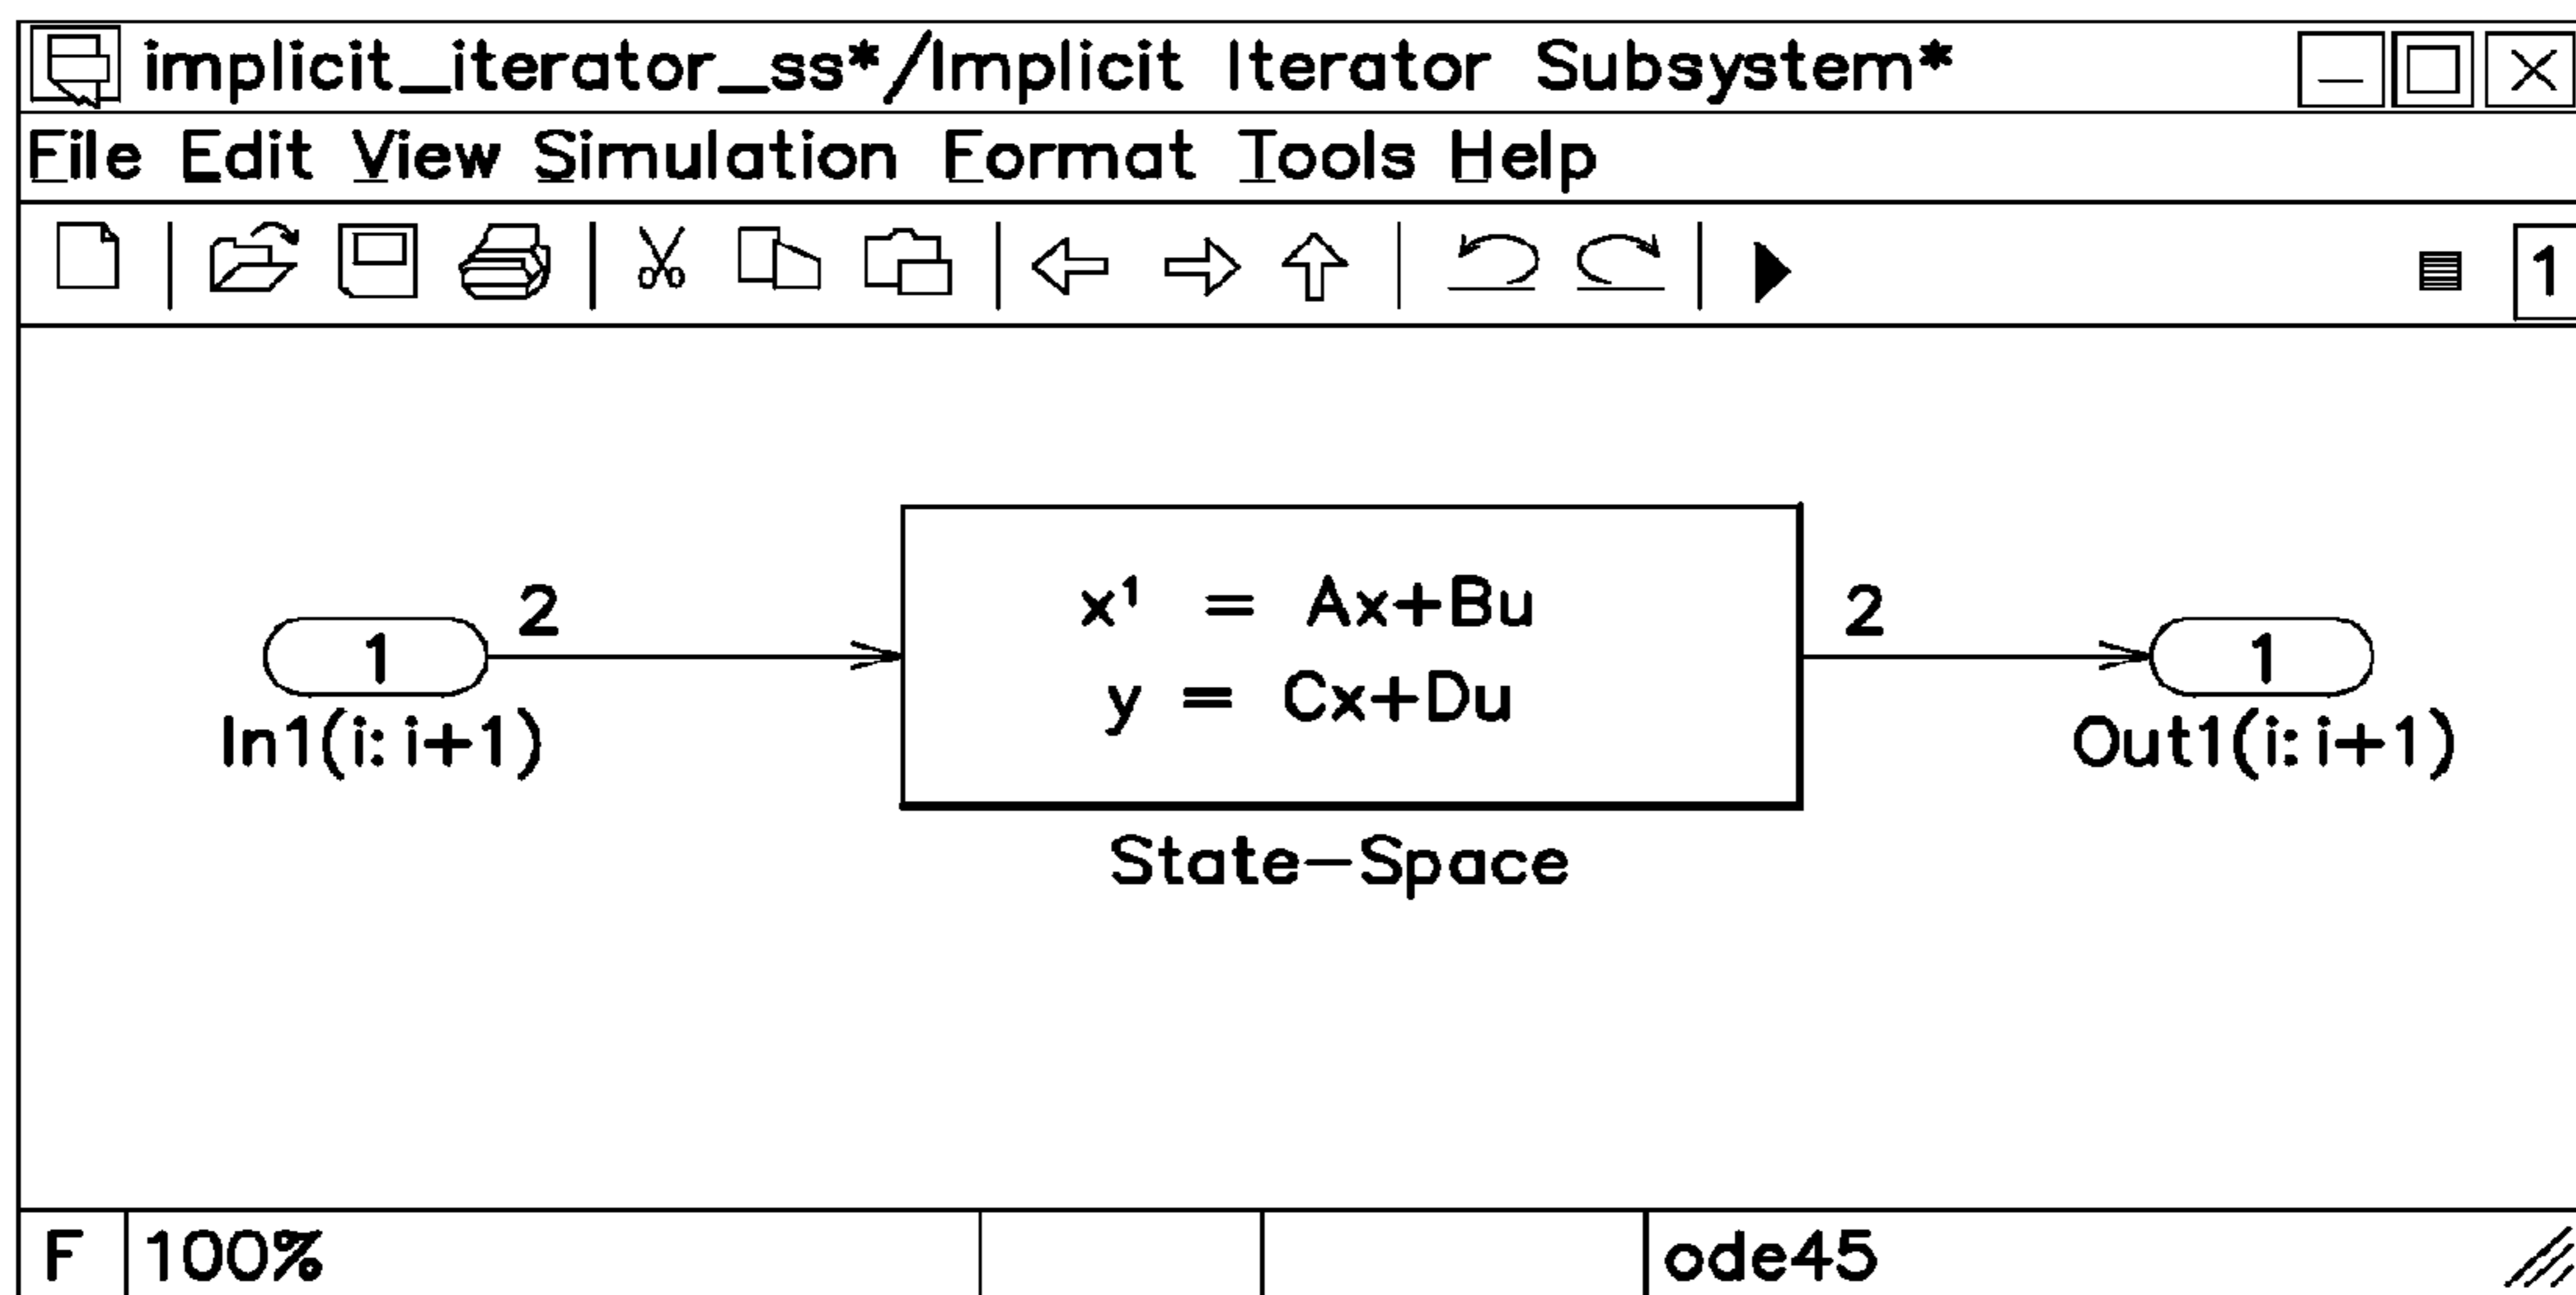 implicit_iterator_ss*/Implicit Iterator Subsystem*
File Edit View Simulation Format Tools Help
1
x' = Ax+Bu
y = Cx+Du
2
2
1
1
In1(i:i+1)
Out1(i:i+1)
State-Space
F 100% ode45